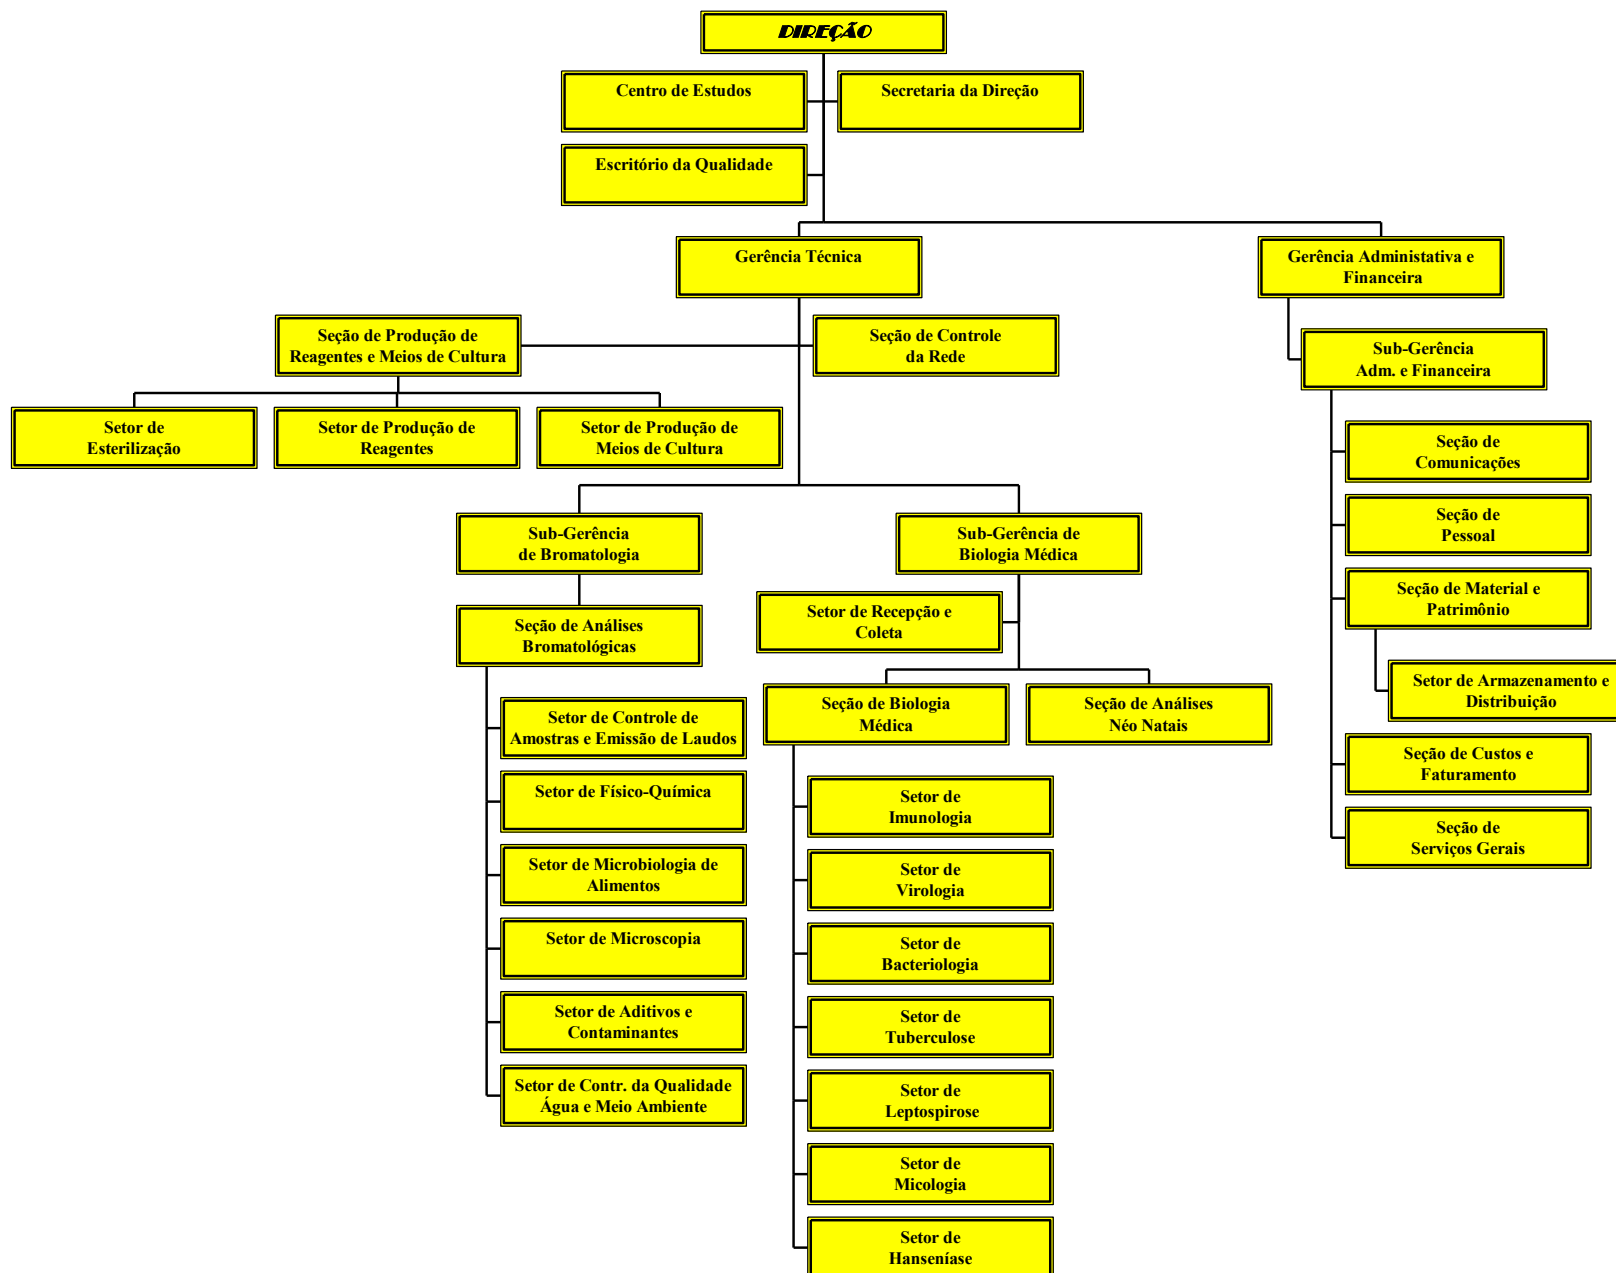 DIREÇÃO
Centro de Estudos
Secretaria da Direção
Escritório da Qualidade
Gerência Técnica
Gerência Administativa e
Financeira
Seção de Produção de
Reagentes e Meios de Cultura
Seção de Controle
da Rede
Sub-Gerência
Adm. e Financeira
Setor de
Esterilização
Setor de Produção de
Reagentes
Setor de Produção de
Meios de Cultura
Seção de
Comunicações
Seção de
Pessoal
Seção de Material e
Patrimônio
Setor de Armazenamento e
Distribuição
Seção de Custos e
Faturamento
Seção de
Serviços Gerais
Sub-Gerência
de Bromatologia
Sub-Gerência de
Biologia Médica
Seção de Análises
Bromatológicas
Setor de Recepção e
Coleta
Seção de Biologia
Médica
Seção de Análises
Néo Natais
Setor de Controle de
Amostras e Emissão de Laudos
Setor de Físico-Química
Setor de Microbiologia de
Alimentos
Setor de Microscopia
Setor de Aditivos e
Contaminantes
Setor de Contr. da Qualidade
Água e Meio Ambiente
Setor de
Imunologia
Setor de
Virologia
Setor de
Bacteriologia
Setor de
Tuberculose
Setor de
Leptospirose
Setor de
Micologia
Setor de
Hanseníase